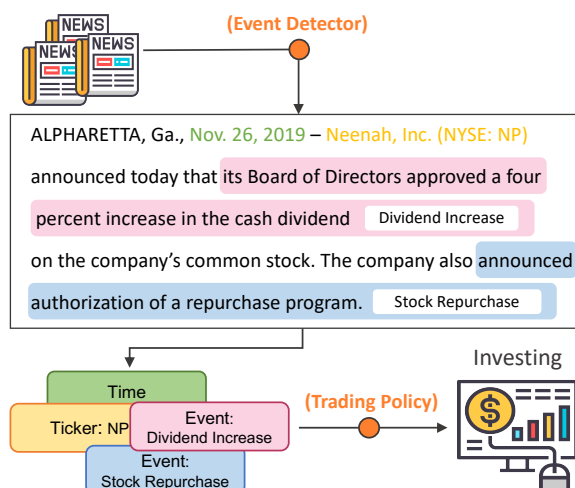 NEWS
NEWS
NEWS
(Event Detector)
ALPHARETTA, Ga., Nov. 26, 2019 – Neenah, Inc. (NYSE: NP)
announced today that its Board of Directors approved a four
percent increase in the cash dividend Dividend Increase
on the company's common stock. The company also announced
authorization of a repurchase program. Stock Repurchase
Time
Ticker: NP
Event:
Dividend Increase
Event:
Stock Repurchase
(Trading Policy)
Investing
$